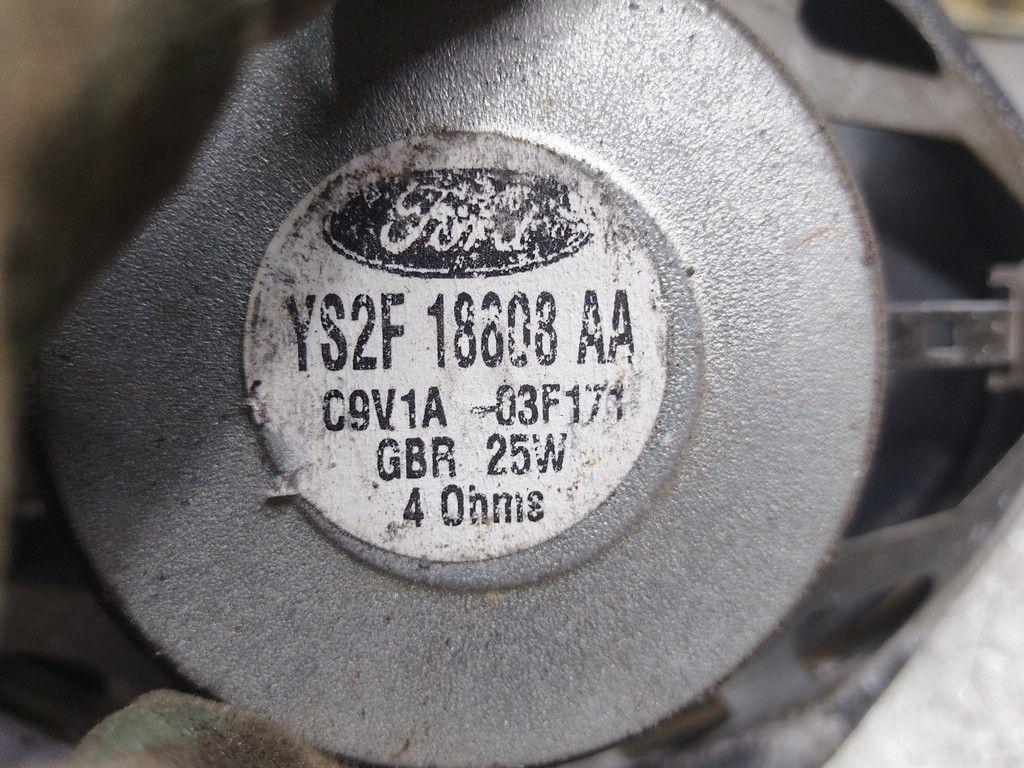 Ford
YS2F 18808 AA
C9V1A -03F171
GBR 25W
4 Ohms